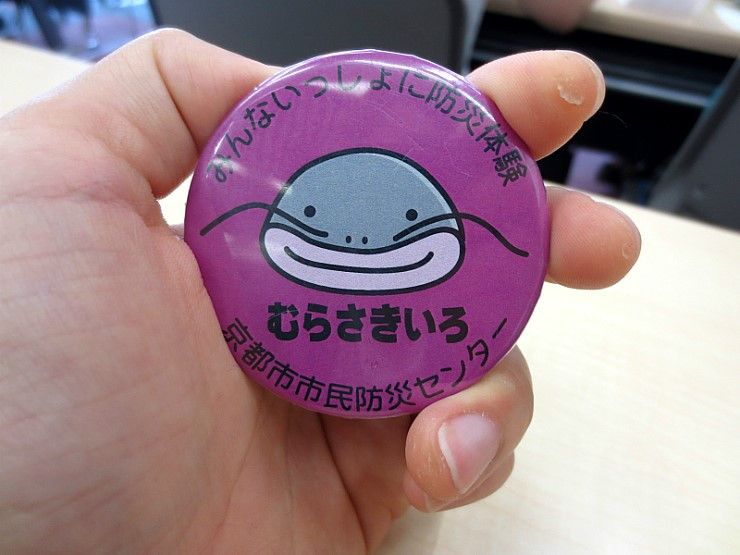 みんないっしょに防災体験
むらさきいろ
京都市市民防災センター